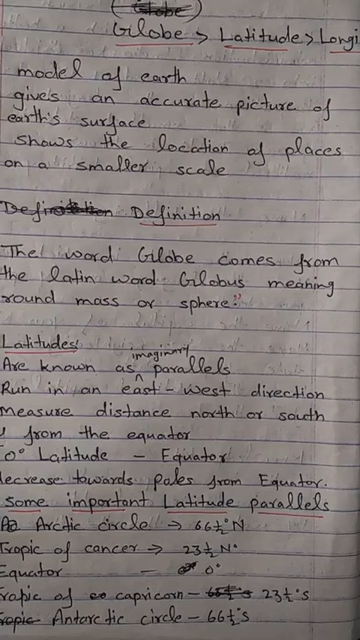 (Globe)
Globe > Latitude > Longi
model of earth
gives an accurate picture of
earth's surface
shows the location of places
on a smaller scale
Definition Definition
The word Globe comes from
the latin word Globus meaning
round mass or sphere."
Latitudes
imaginary
Are known as ^ parallels
Run in an east-west direction
measure distance north or south
from the equator
0° Latitude - Equator
decrease towards poles from Equator.
some important Latitude parallels
Arctic circle → 66½°N
Tropic of cancer → 23½ N°
Equator - 0°
Tropic of capricorn - 23½°s
Tropic Antarctic circle - 66½°s